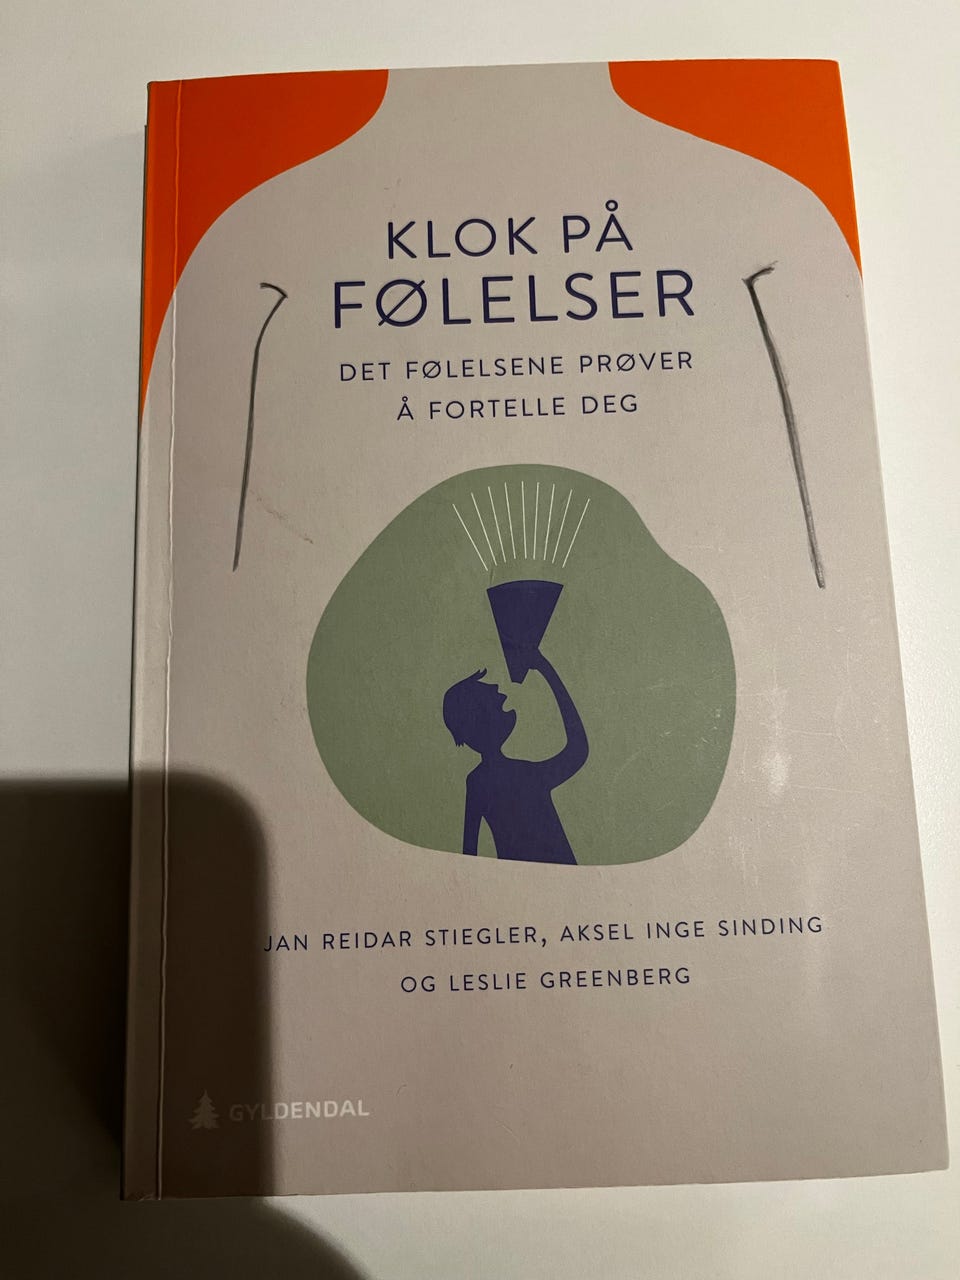 KLOK PÅ
FØLELSER
DET FØLELSENE PRØVER
Å FORTELLE DEG
JAN REIDAR STIEGLER, AKSEL INGE SINDING
OG LESLIE GREENBERG
GYLDENDAL